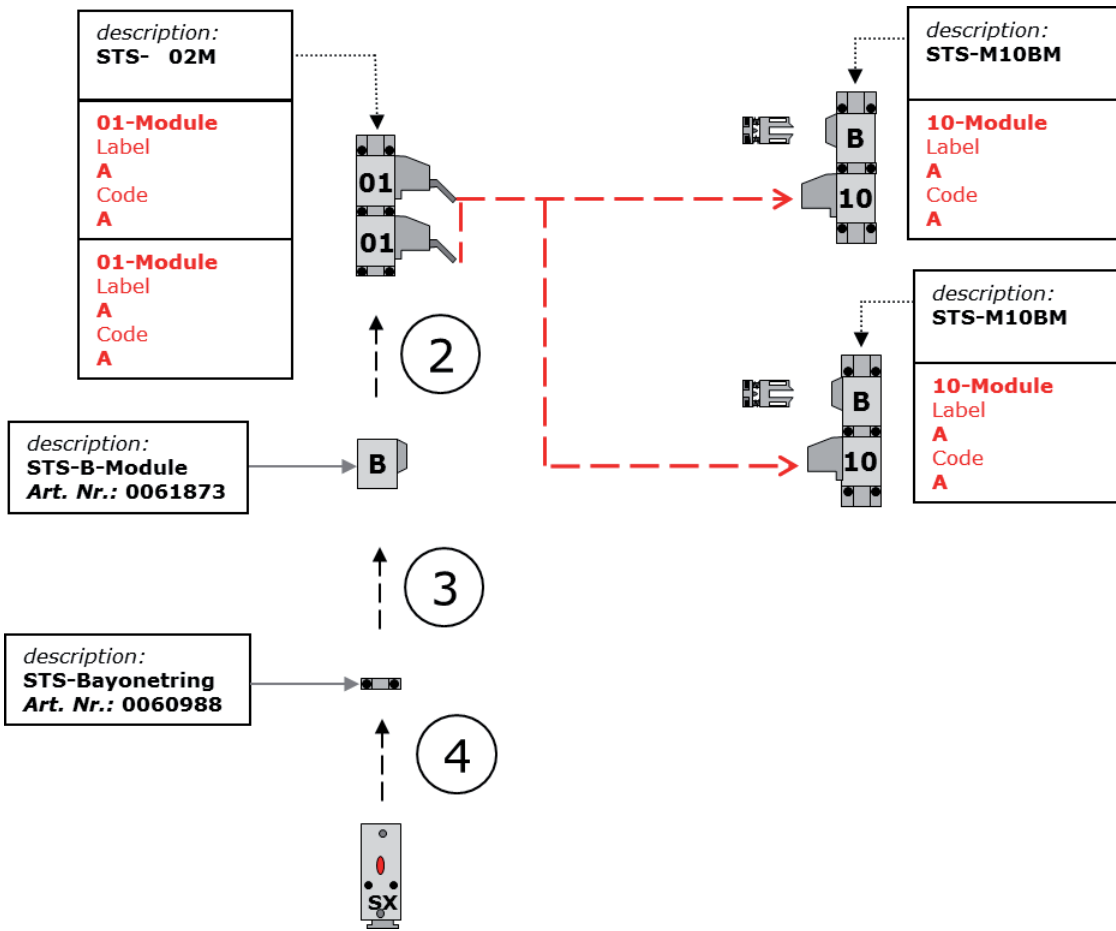 description:
STS-   02M
01-Module
Label
A
Code
A
01-Module
Label
A
Code
A
01
01
B
10
description:
STS-M10BM
10-Module
Label
A
Code
A
2
B
10
description:
STS-M10BM
10-Module
Label
A
Code
A
description:
STS-B-Module
Art. Nr.: 0061873
B
3
description:
STS-Bayonetring
Art. Nr.: 0060988
4
SX